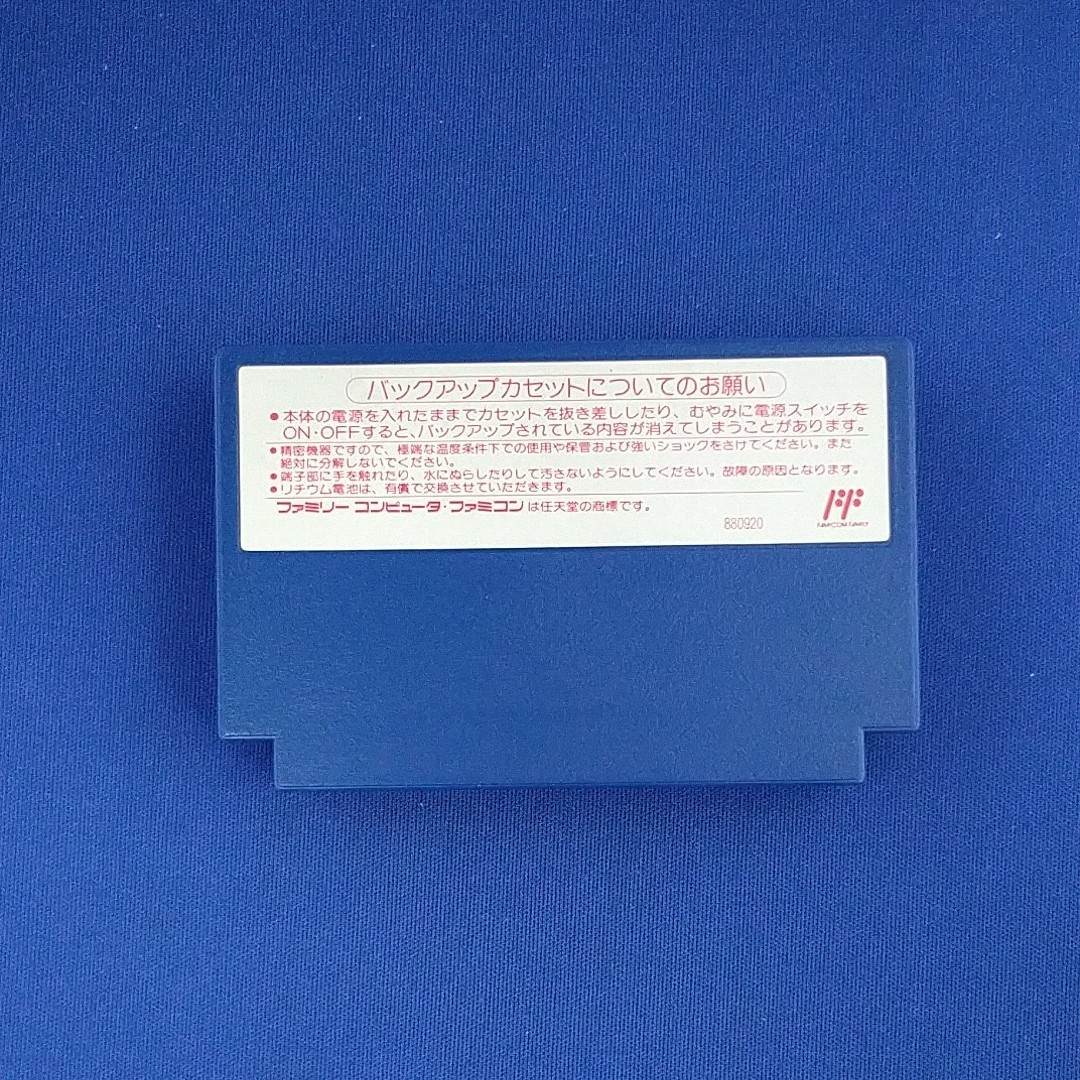 バックアップカセットについてのお願い
●本体の電源を入れたままでカセットを抜き差ししたり、むやみに電源スイッチを
ON・OFFすると、バックアップされている内容が消えてしまうことがあります。
●精密機器ですので、極端な温度条件下での使用や保管および強いショックをさけてください。また
絶対に分解しないでください。
●端子部に手を触れたり、水にぬらしたりして汚さないようにしてください。故障の原因となります。
●リチウム電池は、有償で交換させていただきます。
ファミリー コンピュータ・ファミコン は任天堂の商標です。
880920
FAMICOM FAMILY